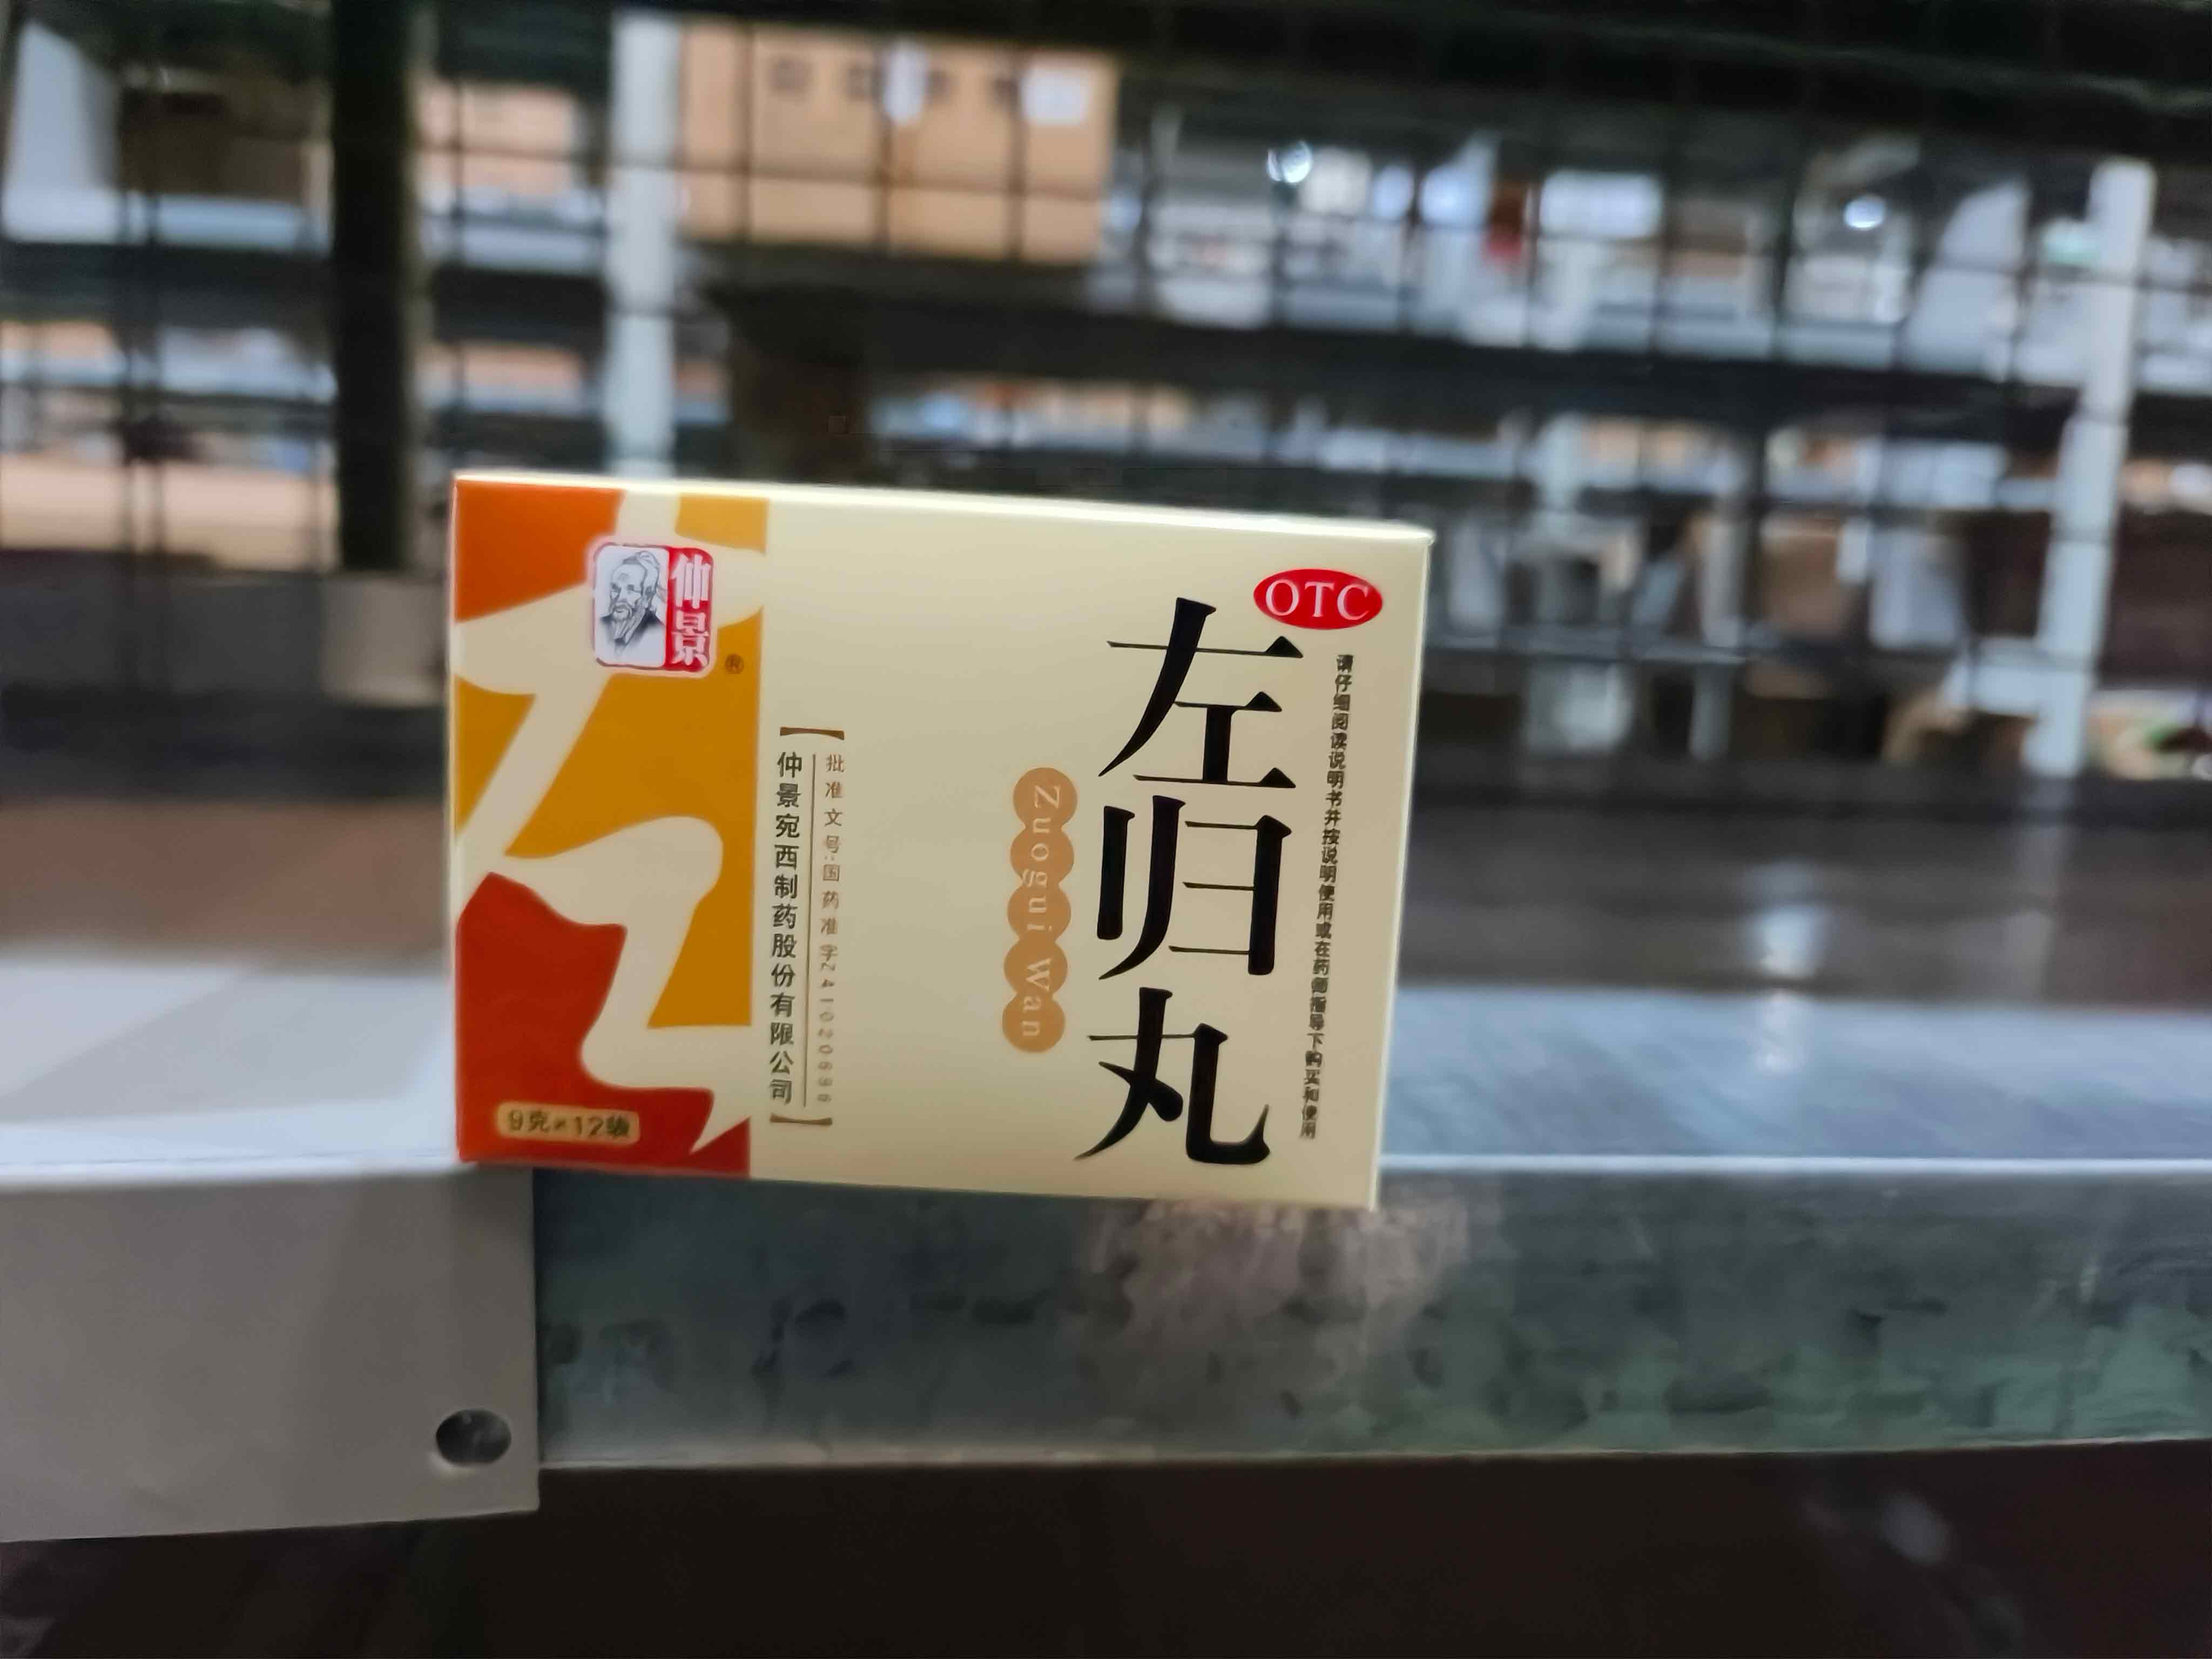 仲景
®
OTC
请仔细阅读说明书并按说明使用或在药师指导下购买和使用
左归丸
Zuogui Wan
批准文号:国药准字Z41020696
仲景宛西制药股份有限公司
9克×12袋